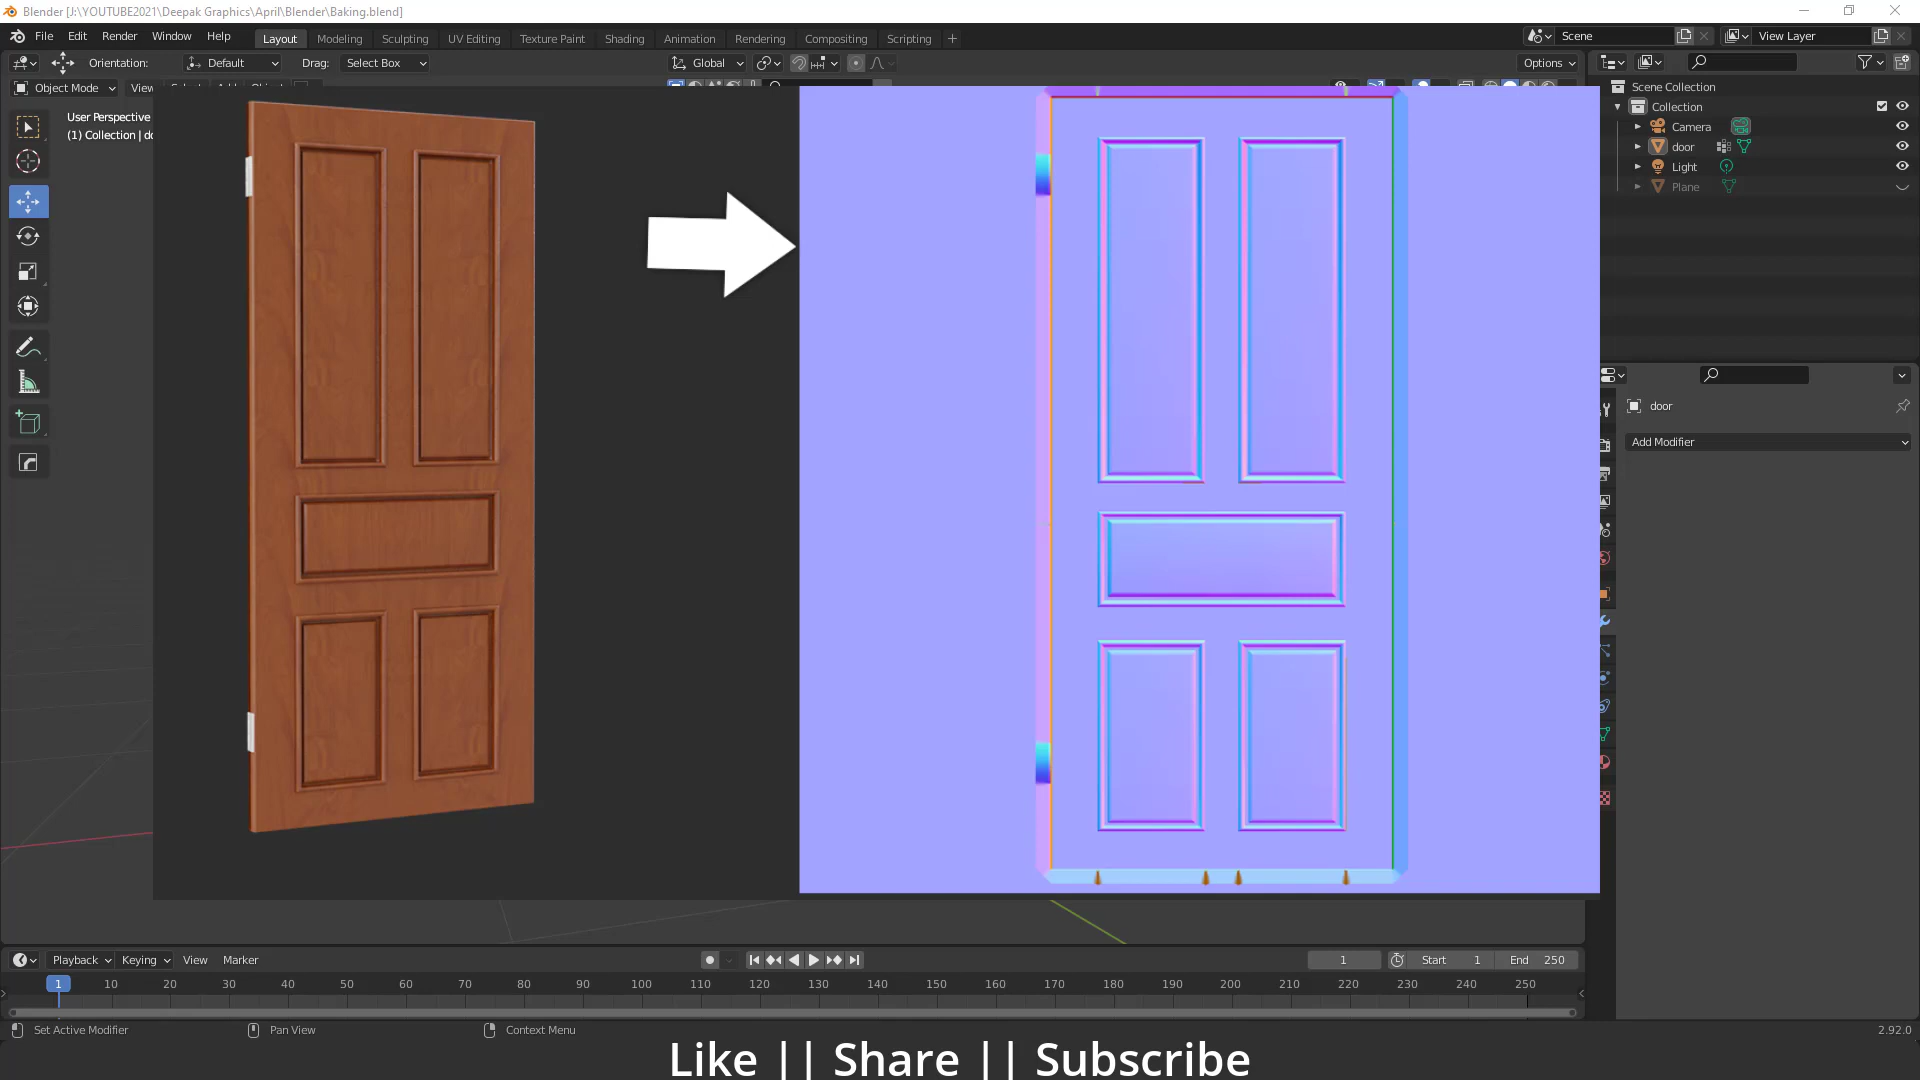 Blender [J:\YOUTUBE2021\Deepak Graphics\April\Blender\Baking.blend]
File Edit Render Window Help Layout Modeling Sculpting UV Editing Texture Paint Shading Animation Rendering Compositing Scripting Scene View Layer
Orientation: Default Drag: Select Box Global Options
Object Mode View
Scene Collection
User Perspective
(1) Collection |
Collection
Camera
door
Light
Plane
door
Add Modifier
Playback Keying View Marker 1 Start 1 End 250
1 10 20 30 40 50 60 70 80 90 100 110 120 130 140 150 160 170 180 190 200 210 220 230 240 250
Set Active Modifier Pan View Context Menu 2.92.0
Like || Share || Subscribe